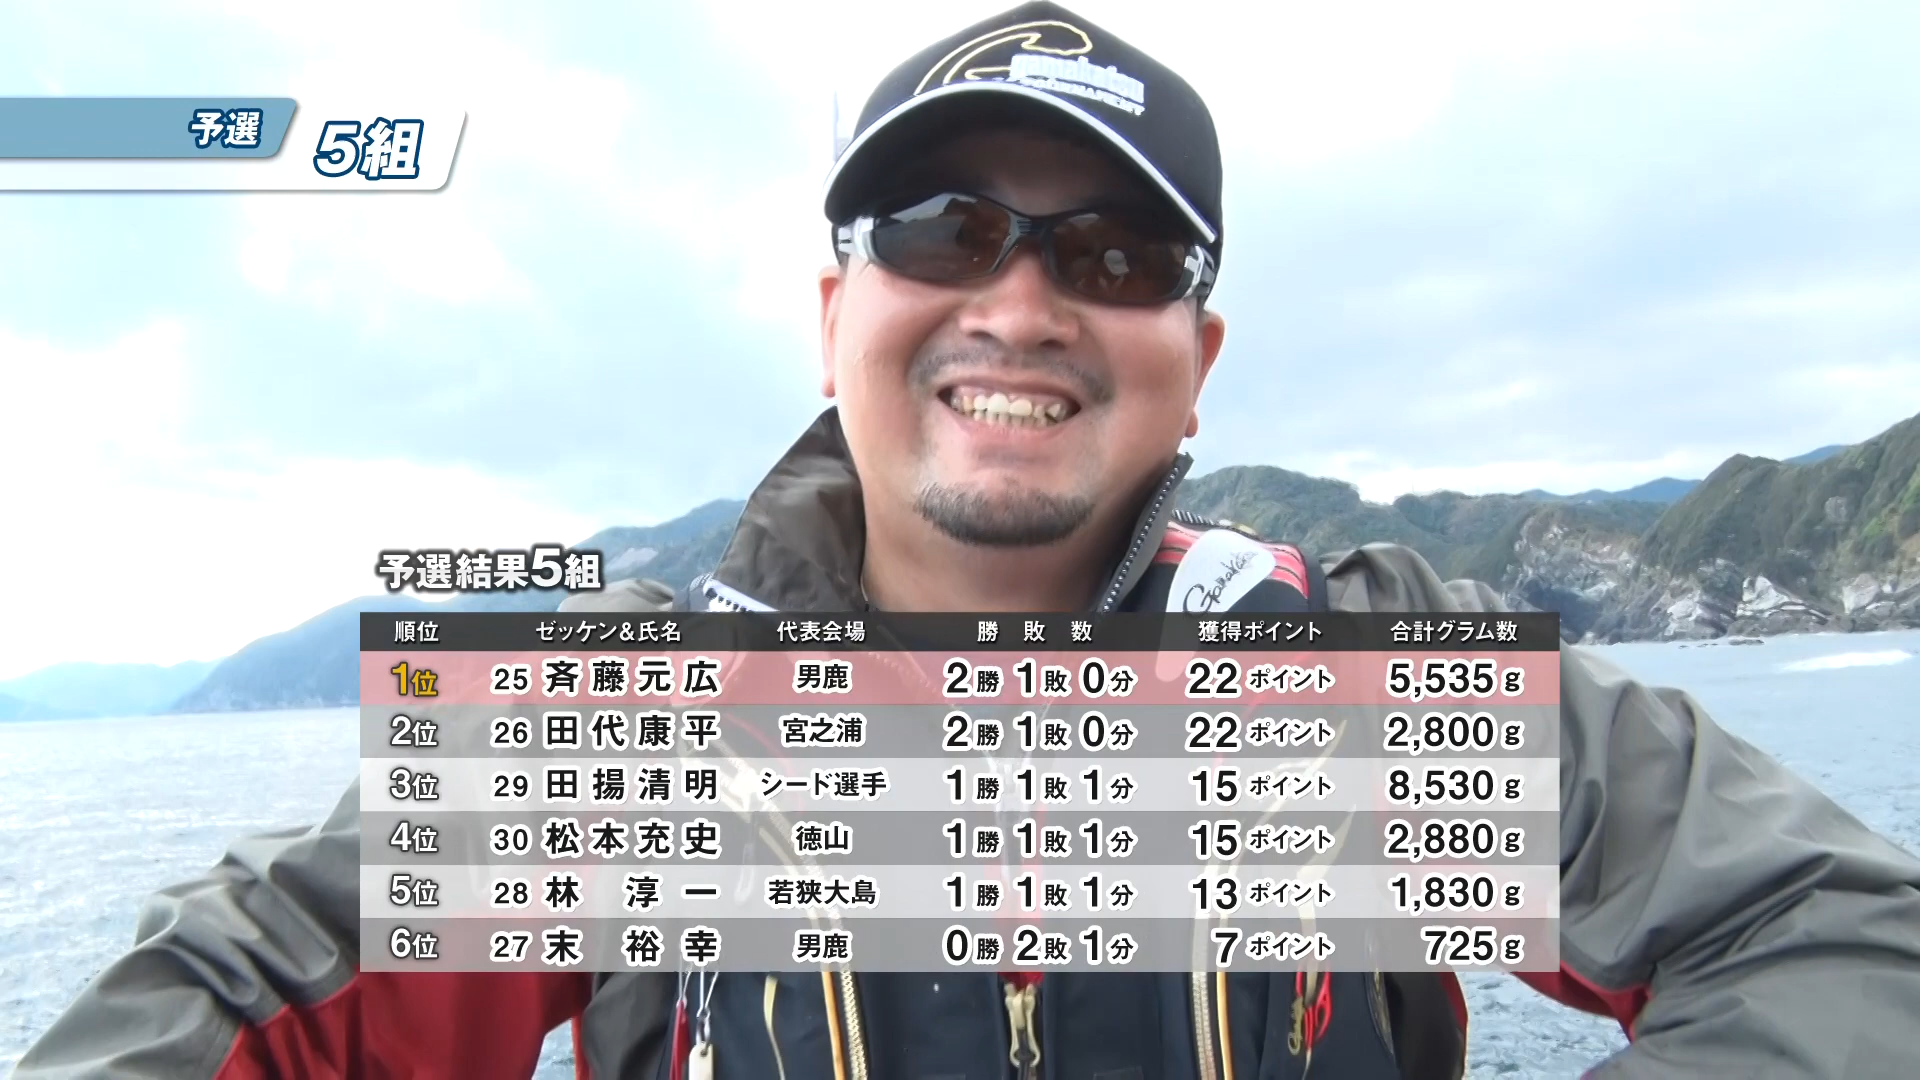 gamakatsu
TOURNAMENT
予選
5組
Gamakatsu
予選結果5組
順位 ゼッケン&氏名 代表会場 勝敗数 獲得ポイント 合計グラム数
1位 25 斉藤元広 男鹿 2勝 1敗 0分 22ポイント 5,535g
2位 26 田代康平 宮之浦 2勝 1敗 0分 22ポイント 2,800g
3位 29 田揚清明 シード選手 1勝 1敗 1分 15ポイント 8,530g
4位 30 松本充史 徳山 1勝 1敗 1分 15ポイント 2,880g
5位 28 林 淳一 若狭大島 1勝 1敗 1分 13ポイント 1,830g
6位 27 末 裕幸 男鹿 0勝 2敗 1分 7ポイント 725g